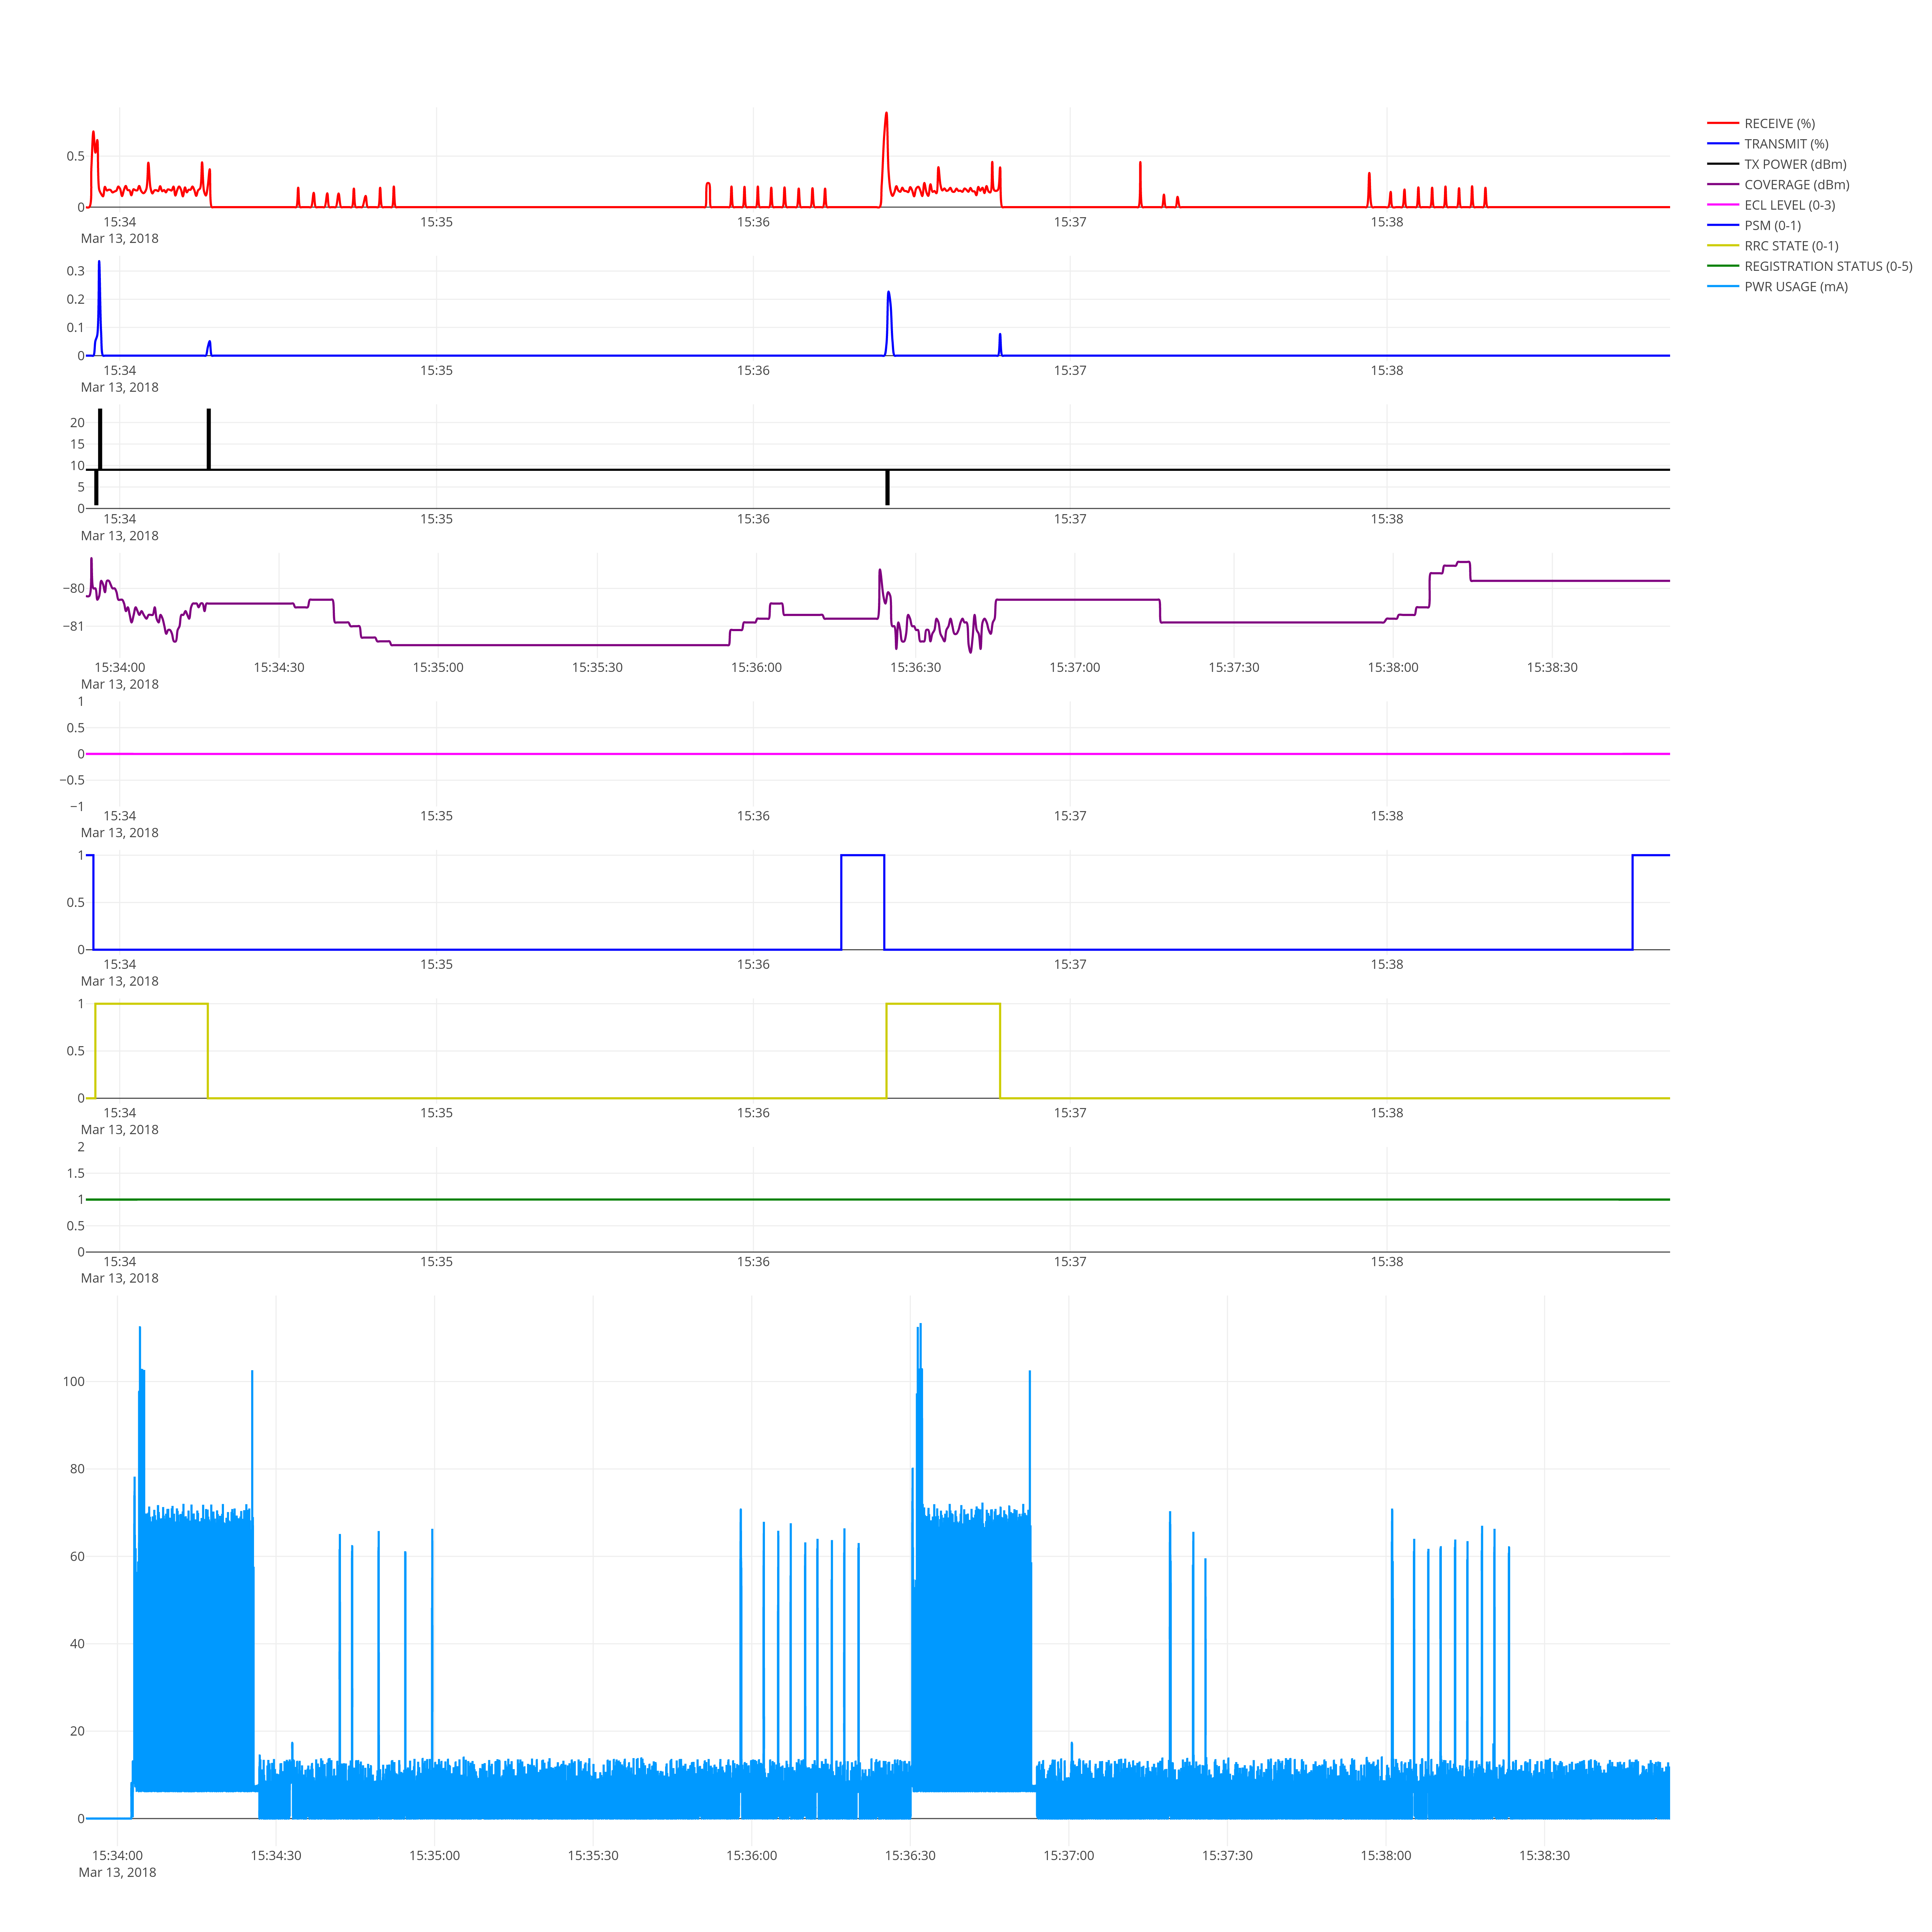 RECEIVE (%)
TRANSMIT (%)
TX POWER (dBm)
COVERAGE (dBm)
ECL LEVEL (0-3)
PSM (0-1)
RRC STATE (0-1)
REGISTRATION STATUS (0-5)
PWR USAGE (mA)
0.5
0
15:34 15:35 15:36 15:37 15:38
Mar 13, 2018
0.3
0.2
0.1
0
15:34 15:35 15:36 15:37 15:38
Mar 13, 2018
20
15
10
5
0
15:34 15:35 15:36 15:37 15:38
Mar 13, 2018
−80
−81
15:34:00 15:34:30 15:35:00 15:35:30 15:36:00 15:36:30 15:37:00 15:37:30 15:38:00 15:38:30
Mar 13, 2018
1
0.5
0
−0.5
−1
15:34 15:35 15:36 15:37 15:38
Mar 13, 2018
1
0.5
0
15:34 15:35 15:36 15:37 15:38
Mar 13, 2018
1
0.5
0
15:34 15:35 15:36 15:37 15:38
Mar 13, 2018
2
1.5
1
0.5
0
15:34 15:35 15:36 15:37 15:38
Mar 13, 2018
100
80
60
40
20
0
15:34:00 15:34:30 15:35:00 15:35:30 15:36:00 15:36:30 15:37:00 15:37:30 15:38:00 15:38:30
Mar 13, 2018